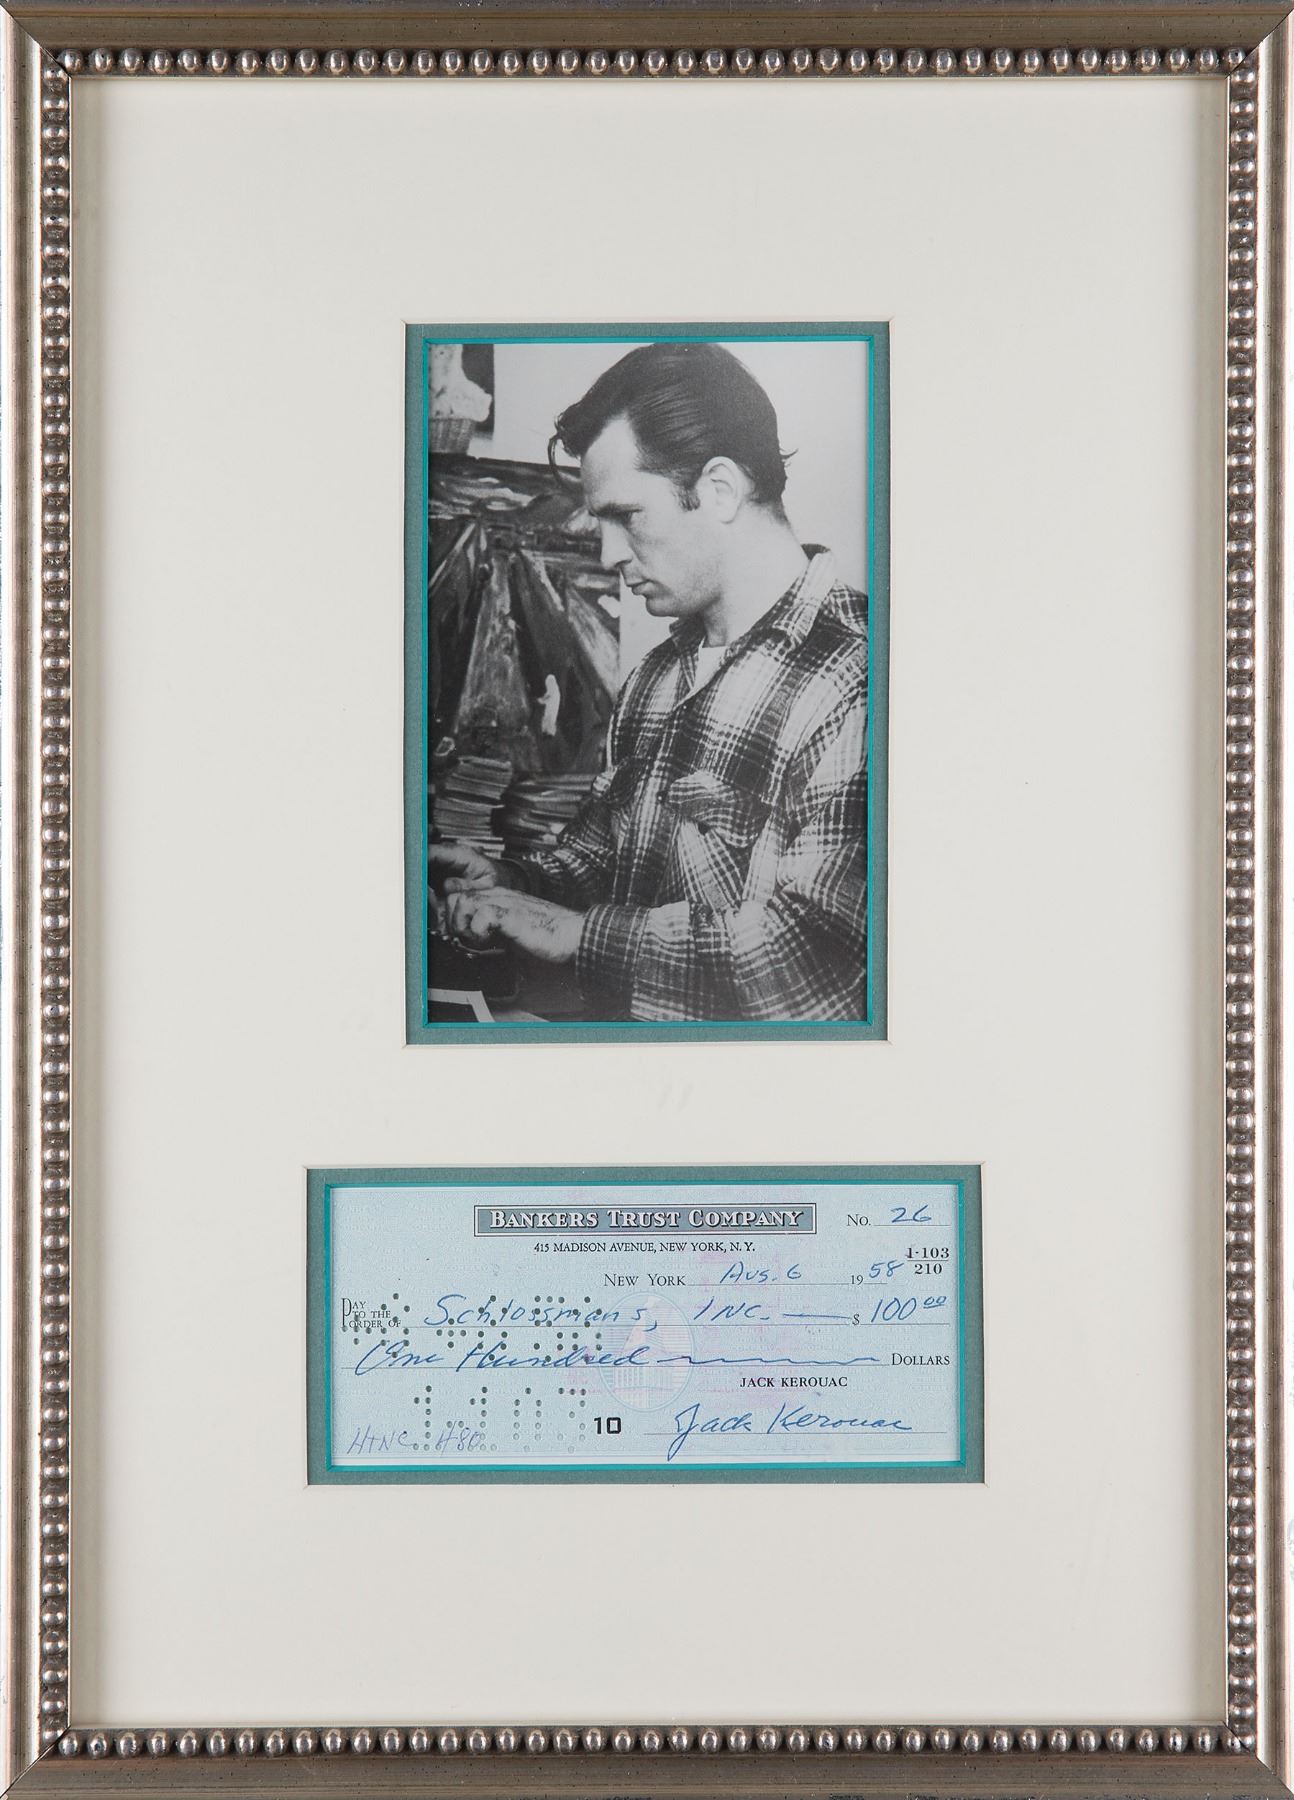 BANKERS TRUST COMPANY No. 26
415 MADISON AVENUE, NEW YORK, N.Y. 1-103
NEW YORK Aug. 6 1958 210
PAY TO THE ORDER OF Schlossmans, INC. — $ 100 00
One Hundred DOLLARS
JACK KEROUAC
10 Jack Kerouac